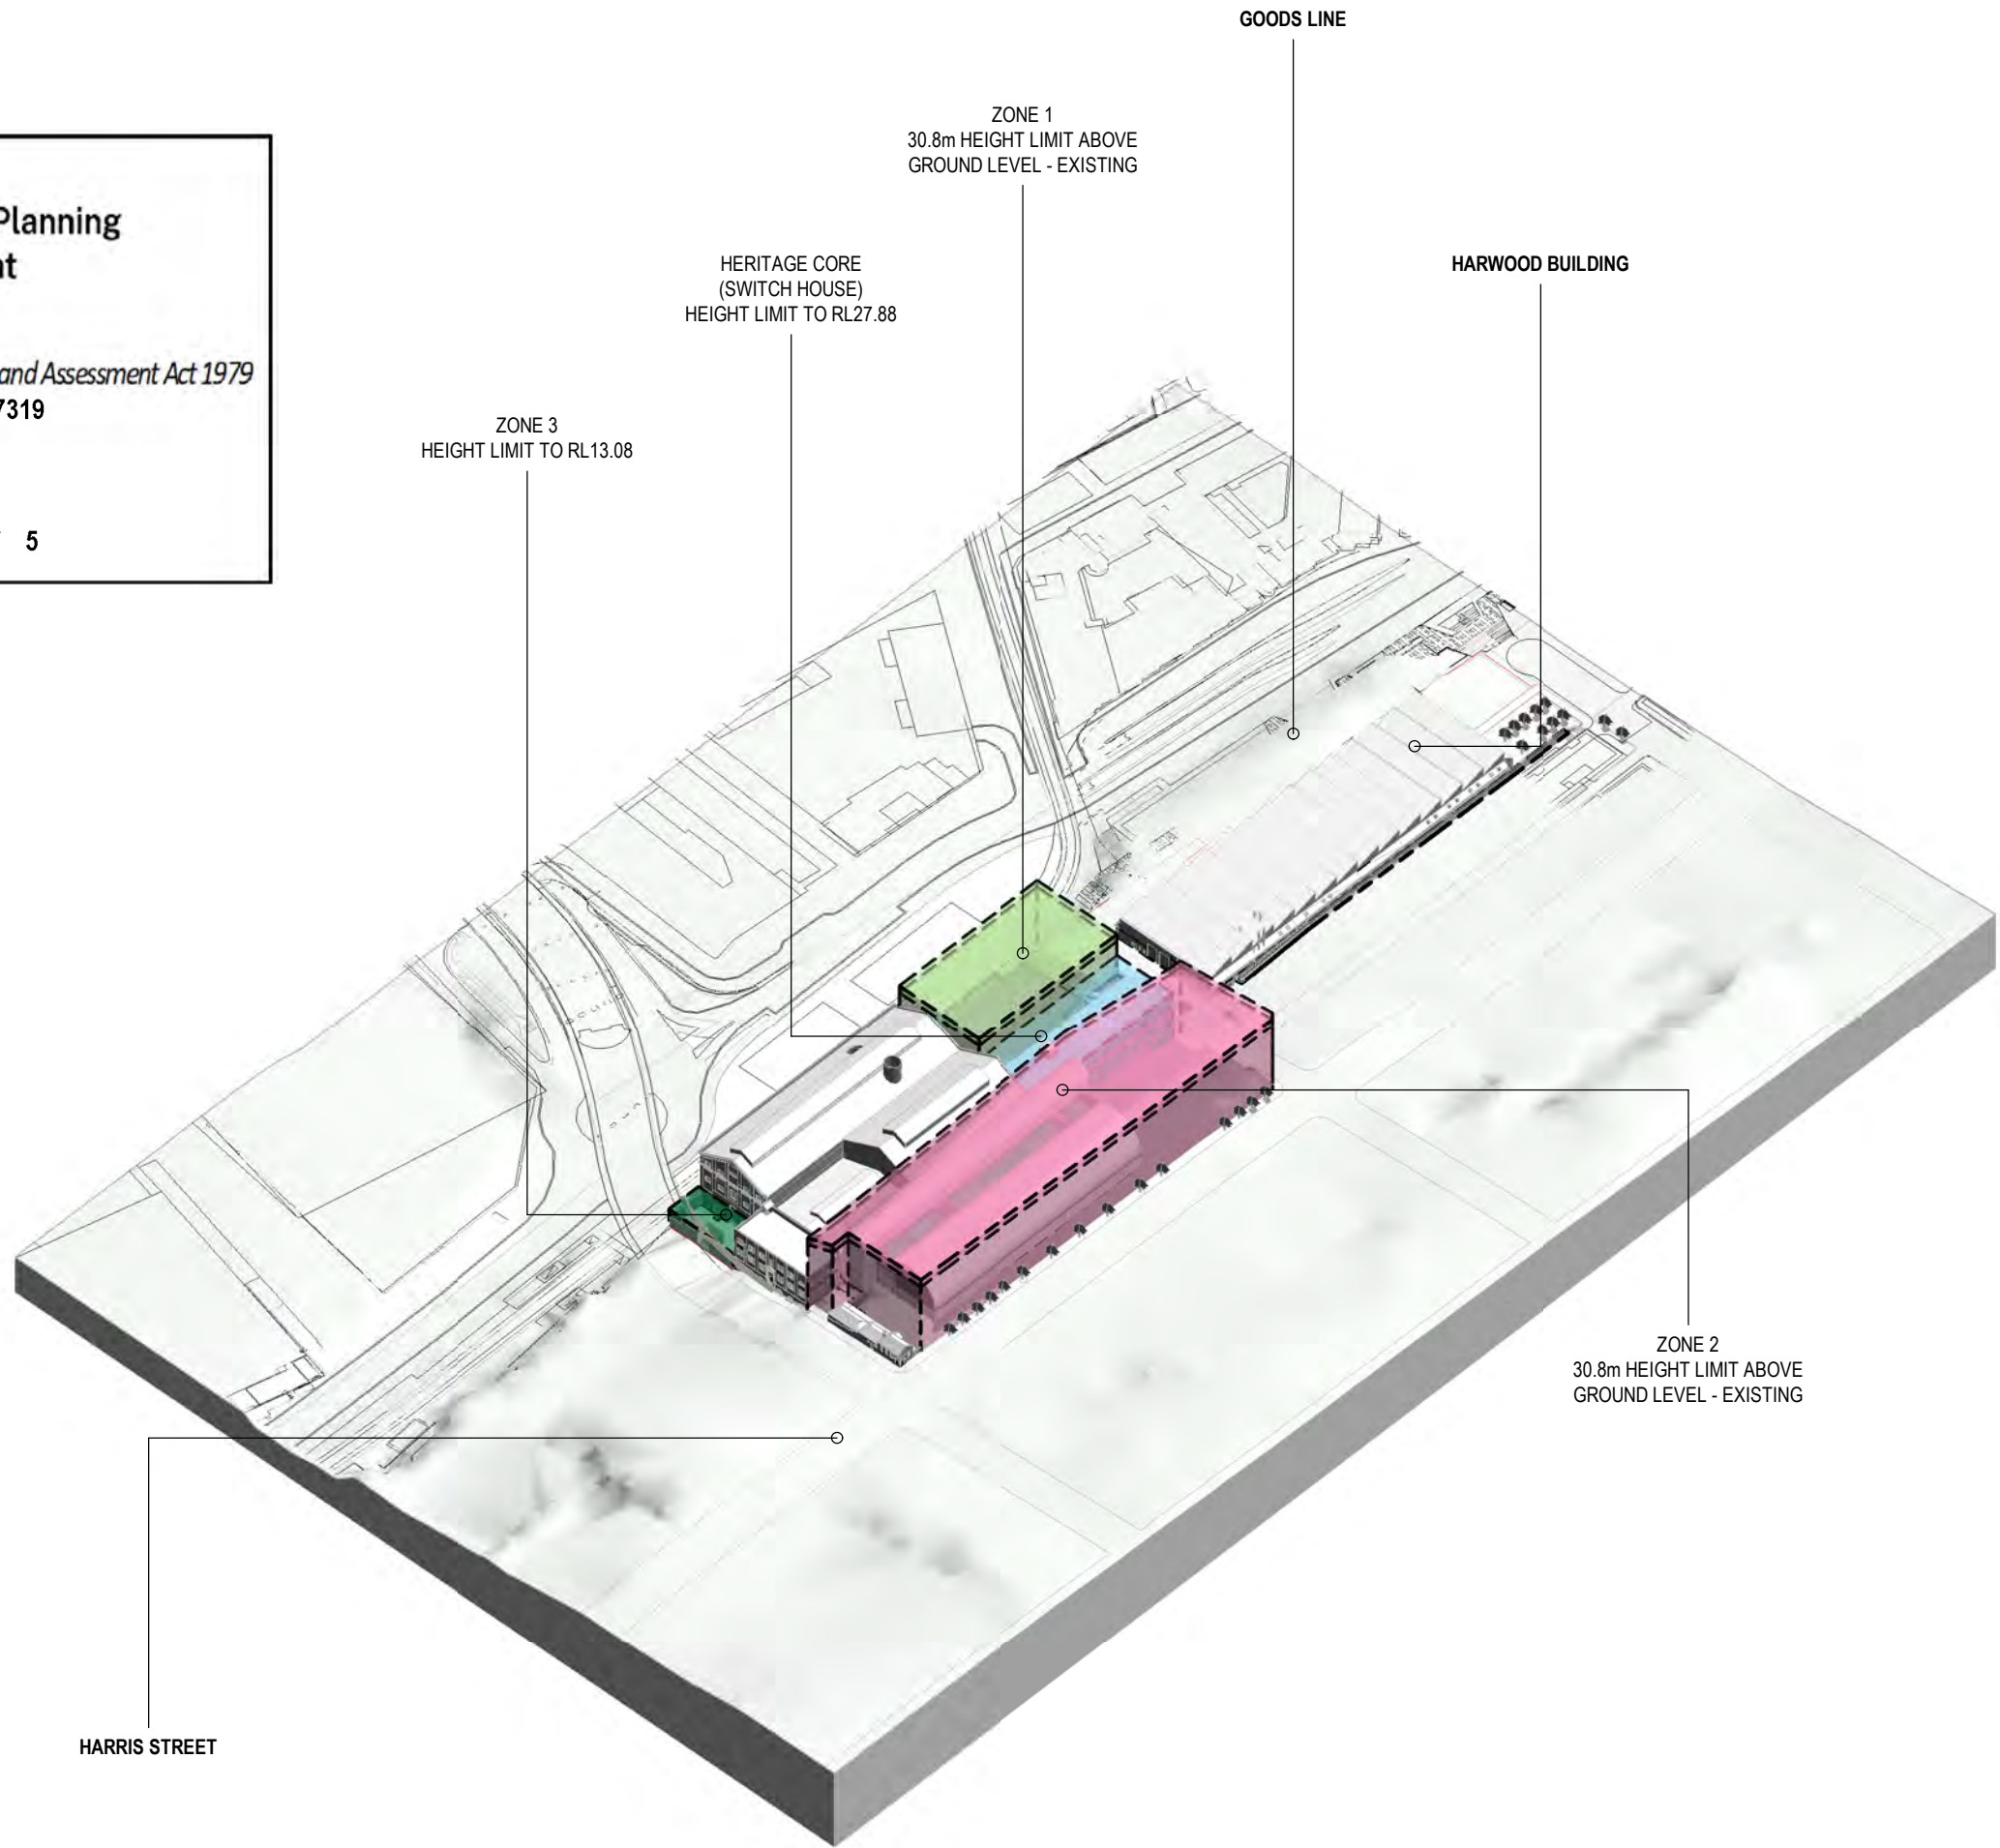 GOODS LINE
ZONE 1
30.8m HEIGHT LIMIT ABOVE
GROUND LEVEL - EXISTING
Planning
HERITAGE CORE
(SWITCH HOUSE)
HEIGHT LIMIT TO RL27.88
HARWOOD BUILDING
and Assessment Act 1979
7319
ZONE 3
HEIGHT LIMIT TO RL13.08
5
ZONE 2
30.8m HEIGHT LIMIT ABOVE
GROUND LEVEL - EXISTING
HARRIS STREET